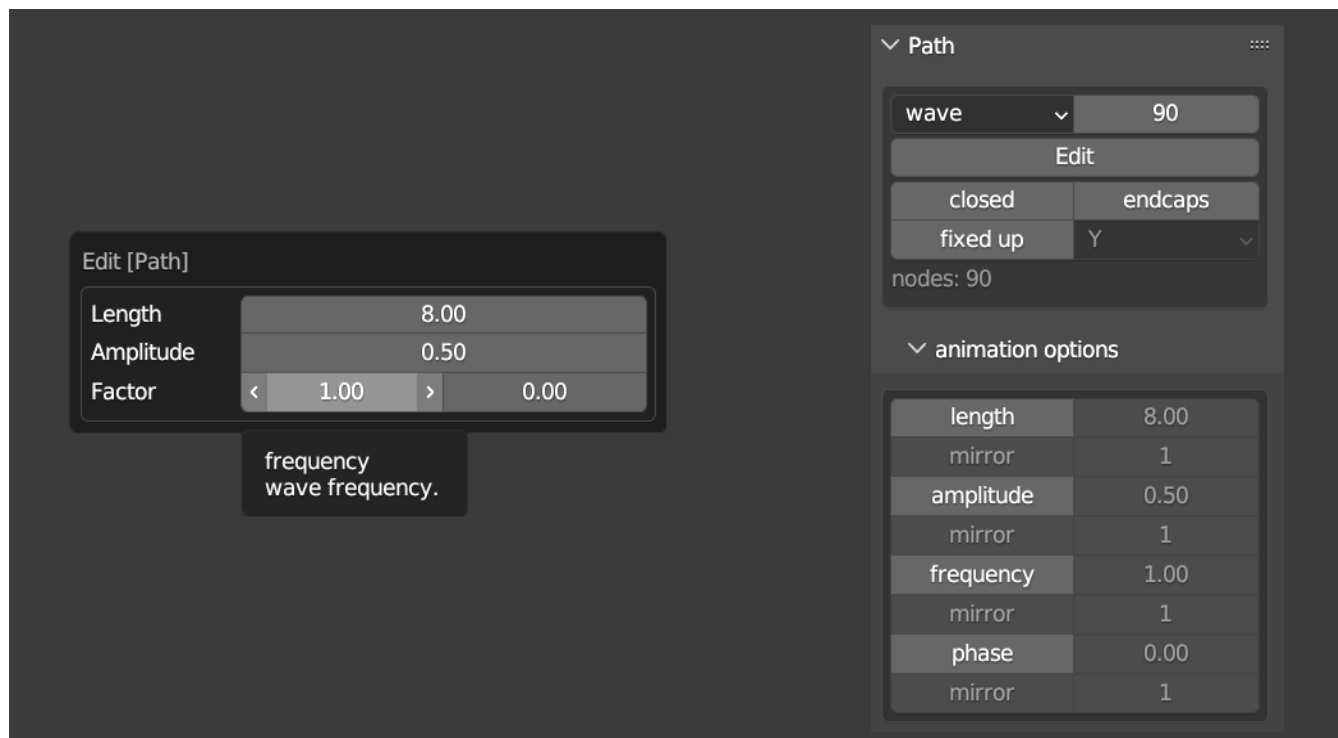 Path
wave 90
Edit
closed endcaps
fixed up Y
nodes: 90
animation options
length 8.00
mirror 1
amplitude 0.50
mirror 1
frequency 1.00
mirror 1
phase 0.00
mirror 1
Edit [Path]
Length 8.00
Amplitude 0.50
Factor 1.00 0.00
frequency
wave frequency.